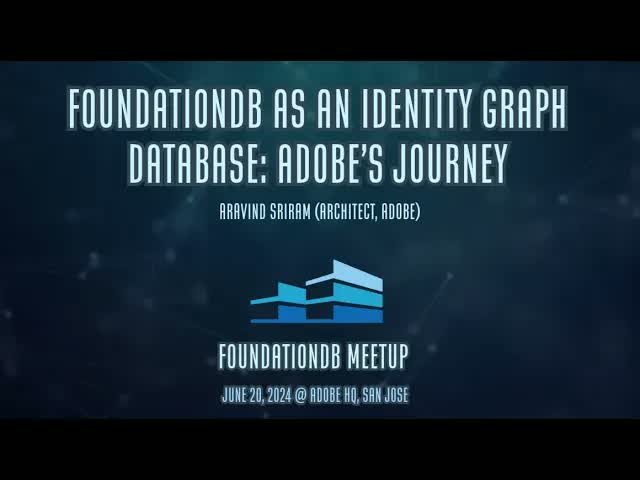 FOUNDATIONDB AS AN IDENTITY GRAPH
DATABASE: ADOBE'S JOURNEY
ARAVIND SRIRAM (ARCHITECT, ADOBE)
FOUNDATIONDB MEETUP
JUNE 20, 2024 @ ADOBE HQ, SAN JOSE